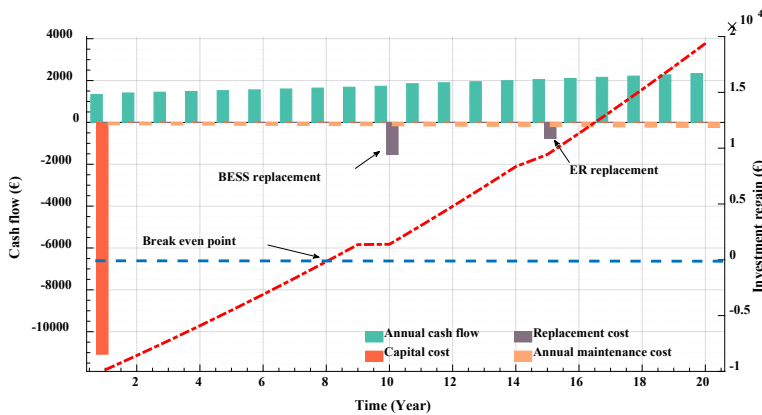 × 10⁴
4000
2000
0
-2000
-4000
-6000
-8000
-10000
Cash flow (€)
2
1.5
1
0.5
0
-0.5
-1
Investment regain (€)
BESS replacement
ER replacement
Break even point
Annual cash flow
Replacement cost
Capital cost
Annual maintenance cost
2 4 6 8 10 12 14 16 18 20
Time (Year)